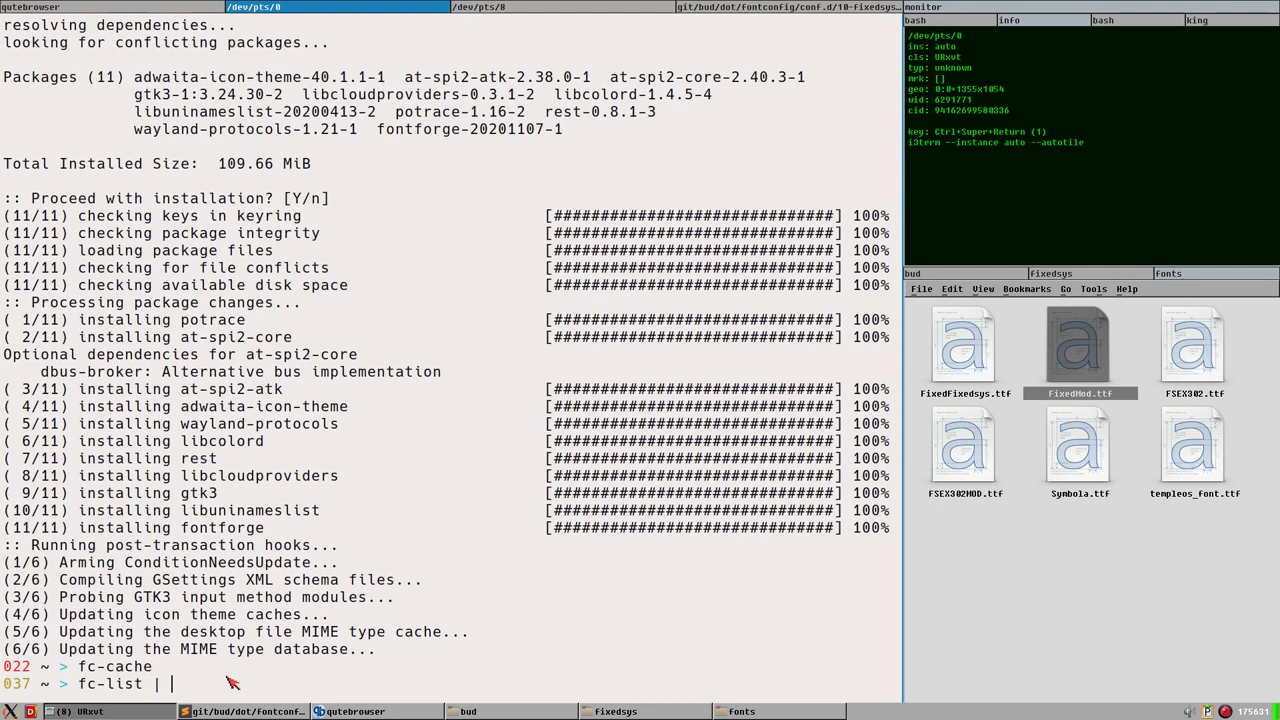 qutebrowser /dev/pts/0 /dev/pts/8 git/bud/dot/fontconfig/conf.d/10-fixedsys...
resolving dependencies...
looking for conflicting packages...
Packages (11) adwaita-icon-theme-40.1.1-1 at-spi2-atk-2.38.0-1 at-spi2-core-2.40.3-1
gtk3-1:3.24.30-2 libcloudproviders-0.3.1-2 libcolord-1.4.5-4
libuninameslist-20200413-2 potrace-1.16-2 rest-0.8.1-3
wayland-protocols-1.21-1 fontforge-20201107-1
Total Installed Size: 109.66 MiB
:: Proceed with installation? [Y/n]
(11/11) checking keys in keyring [##############################] 100%
(11/11) checking package integrity [##############################] 100%
(11/11) loading package files [##############################] 100%
(11/11) checking for file conflicts [##############################] 100%
(11/11) checking available disk space [##############################] 100%
:: Processing package changes...
( 1/11) installing potrace [##############################] 100%
( 2/11) installing at-spi2-core [##############################] 100%
Optional dependencies for at-spi2-core
dbus-broker: Alternative bus implementation
( 3/11) installing at-spi2-atk [##############################] 100%
( 4/11) installing adwaita-icon-theme [##############################] 100%
( 5/11) installing wayland-protocols [##############################] 100%
( 6/11) installing libcolord [##############################] 100%
( 7/11) installing rest [##############################] 100%
( 8/11) installing libcloudproviders [##############################] 100%
( 9/11) installing gtk3 [##############################] 100%
(10/11) installing libuninameslist [##############################] 100%
(11/11) installing fontforge [##############################] 100%
:: Running post-transaction hooks...
(1/6) Arming ConditionNeedsUpdate...
(2/6) Compiling GSettings XML schema files...
(3/6) Probing GTK3 input method modules...
(4/6) Updating icon theme caches...
(5/6) Updating the desktop file MIME type cache...
(6/6) Updating the MIME type database...
022 ~ > fc-cache
037 ~ > fc-list |
monitor
bash info bash king
/dev/pts/0
ins: auto
cls: URxvt
typ: unknown
mrk: []
geo: 0:0+1355x1054
wid: 6291771
cid: 94162699580336
key: Ctrl+Super+Return (1)
i3term --instance auto --autotile
bud fixedsys fonts
File Edit View Bookmarks Go Tools Help
FixedFixedsys.ttf FixedMod.ttf FSEX302.ttf
FSEX302MOD.ttf Symbola.ttf templeos_font.ttf
X D (8) URxvt git/bud/dot/fontconf... qutebrowser bud fixedsys fonts P 175631